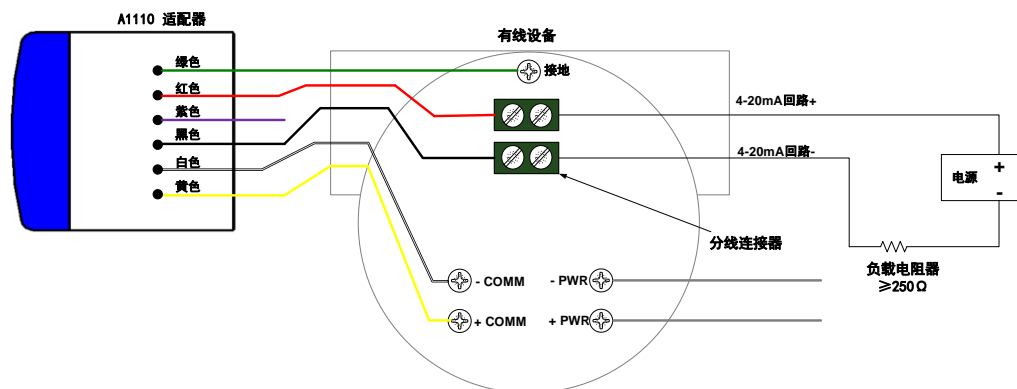 A1110 适配器
有线设备
绿色
接地
红色
4-20mA回路+
紫色
黑色
4-20mA回路-
白色
电源
+
-
黄色
分线连接器
负载电阻器
≥250Ω
- COMM
- PWR
+ COMM
+ PWR